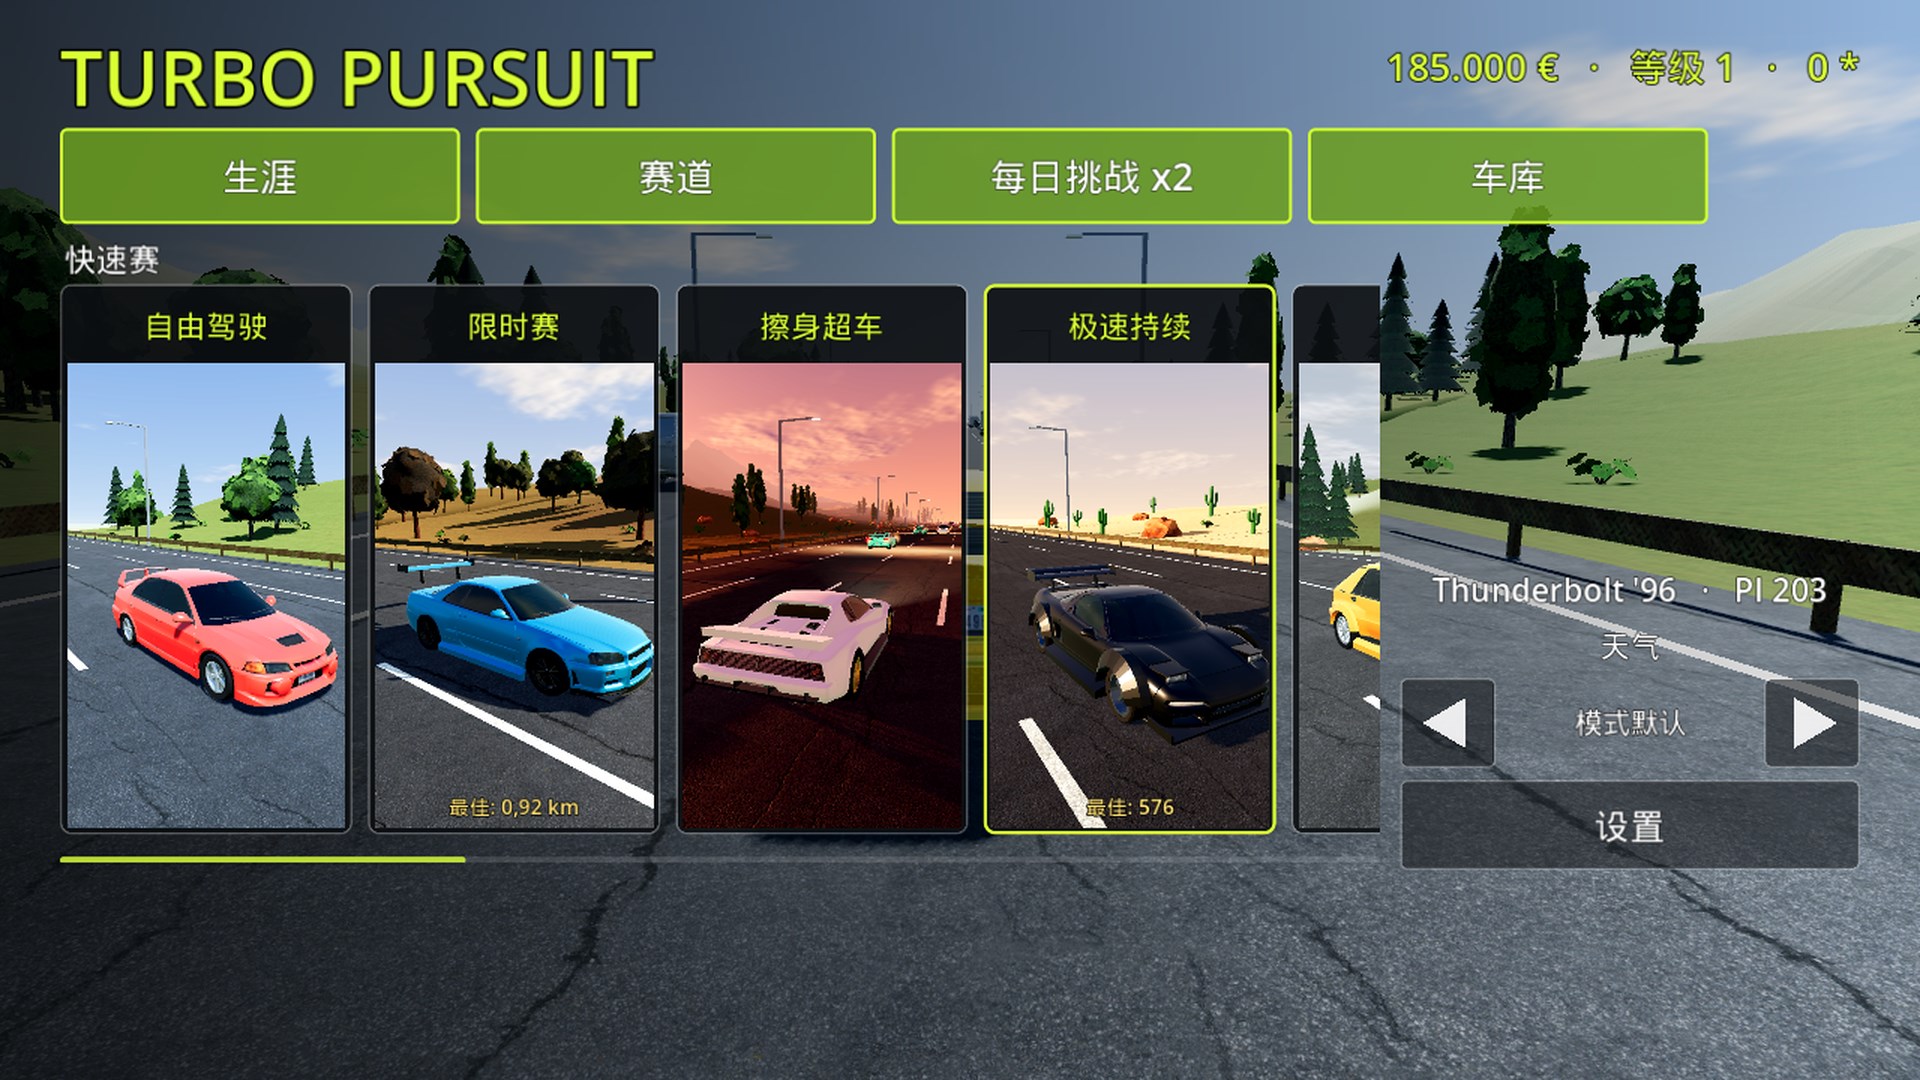 TURBO PURSUIT
185.000 € · 等级 1 · 0 *
生涯
赛道
每日挑战 x2
车库
快速赛
自由驾驶
限时赛
擦身超车
极速持续
最佳: 0,92 km
最佳: 576
Thunderbolt '96 · PI 203
天气
模式默认
设置